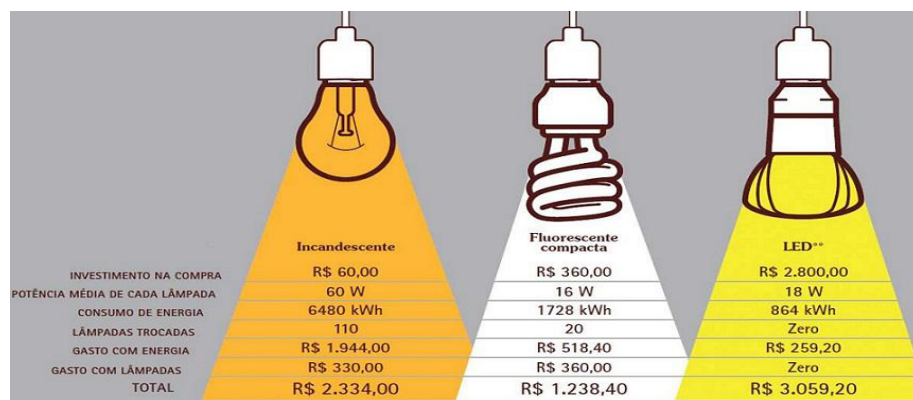 Incandescente
Fluorescente
compacta
LED**
INVESTIMENTO NA COMPRA R$ 60,00 R$ 360,00 R$ 2.800,00
POTÊNCIA MÉDIA DE CADA LÂMPADA 60 W 16 W 18 W
CONSUMO DE ENERGIA 6480 kWh 1728 kWh 864 kWh
LÂMPADAS TROCADAS 110 20 Zero
GASTO COM ENERGIA R$ 1.944,00 R$ 518,40 R$ 259,20
GASTO COM LÂMPADAS R$ 330,00 R$ 360,00 Zero
TOTAL R$ 2.334,00 R$ 1.238,40 R$ 3.059,20